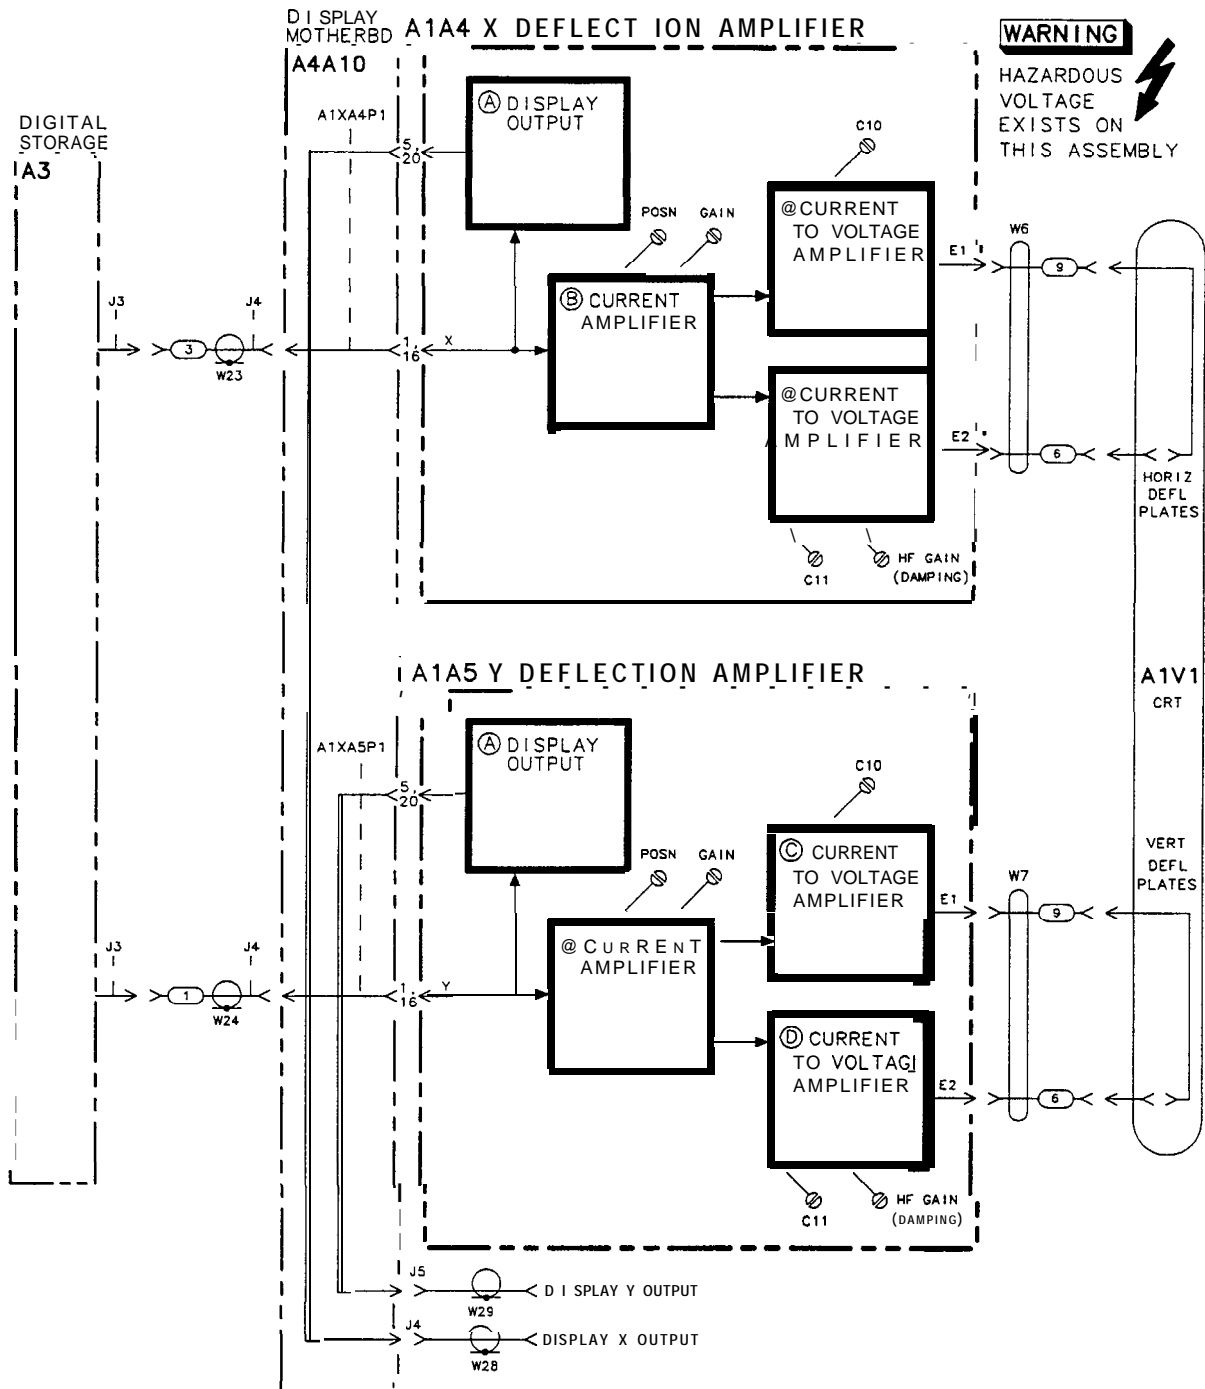 DISPLAY
MOTHERBD
A4A10
A1A4 X DEFLECT ION AMPLIFIER
WARNING
HAZARDOUS
VOLTAGE
EXISTS ON
THIS ASSEMBLY
DIGITAL
STORAGE
A3
A1XA4P1
5,
20
Ⓐ DISPLAY
OUTPUT
C10
POSN
GAIN
@CURRENT
TO VOLTAGE
AMPLIFIER
E1
W6
9
J3
J4
3
W23
1,
16
X
Ⓑ CURRENT
AMPLIFIER
@CURRENT
TO VOLTAGE
AMPLIFIER
E2
6
HORIZ
DEFL
PLATES
C11
HF GAIN
(DAMPING)
A1A5 Y DEFLECTION AMPLIFIER
A1V1
CRT
A1XA5P1
5,
20
Ⓐ DISPLAY
OUTPUT
C10
POSN
GAIN
Ⓒ CURRENT
TO VOLTAGE
AMPLIFIER
E1
W7
9
VERT
DEFL
PLATES
J3
J4
1
W24
1,
16
Y
@ CURRENT
AMPLIFIER
Ⓓ CURRENT
TO VOLTAGI
AMPLIFIER
E2
6
C11
HF GAIN
(DAMPING)
J5
W29
DISPLAY Y OUTPUT
J4
W28
DISPLAY X OUTPUT